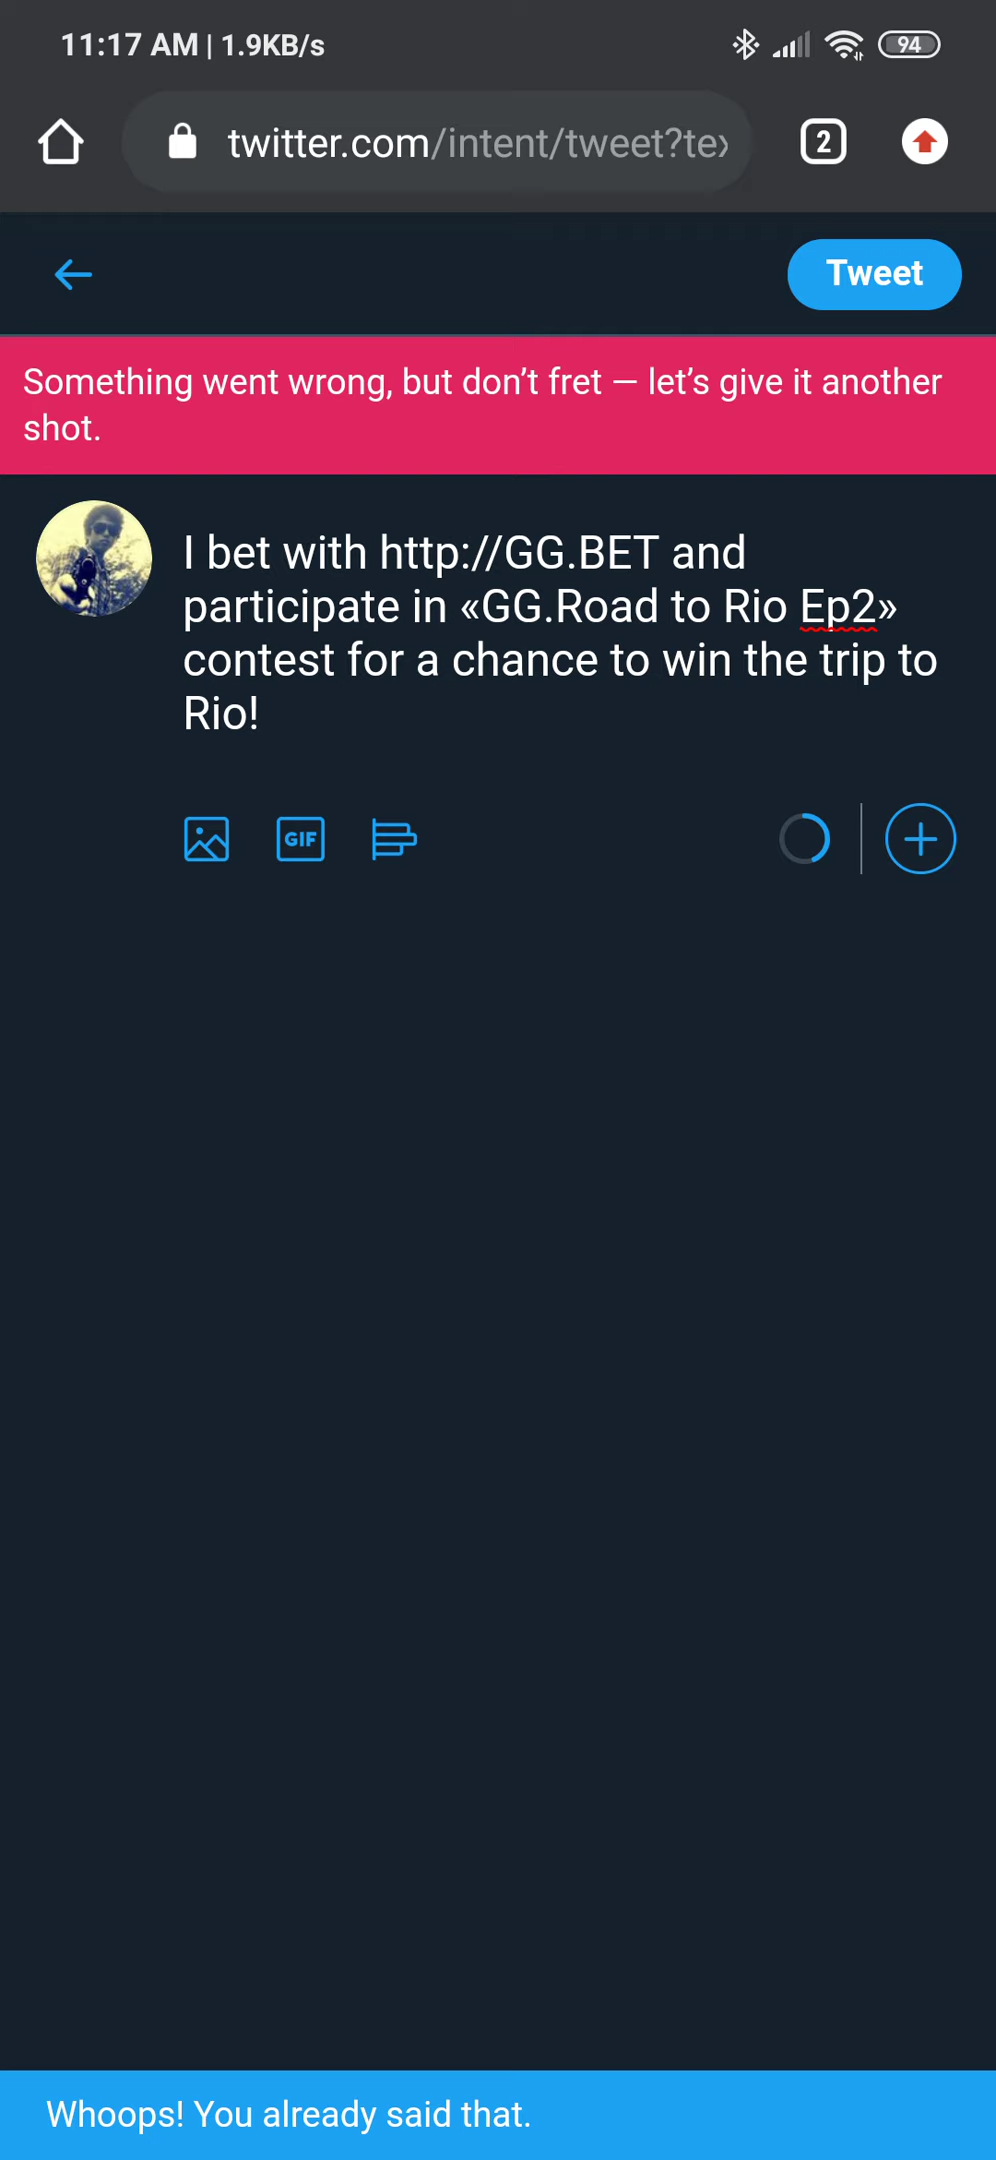 11:17 AM | 1.9KB/s
94
twitter.com/intent/tweet?te
2
Tweet
Something went wrong, but don’t fret — let’s give it another
shot.
I bet with http://GG.BET and
participate in «GG.Road to Rio Ep2»
contest for a chance to win the trip to
Rio!
GIF
Whoops! You already said that.